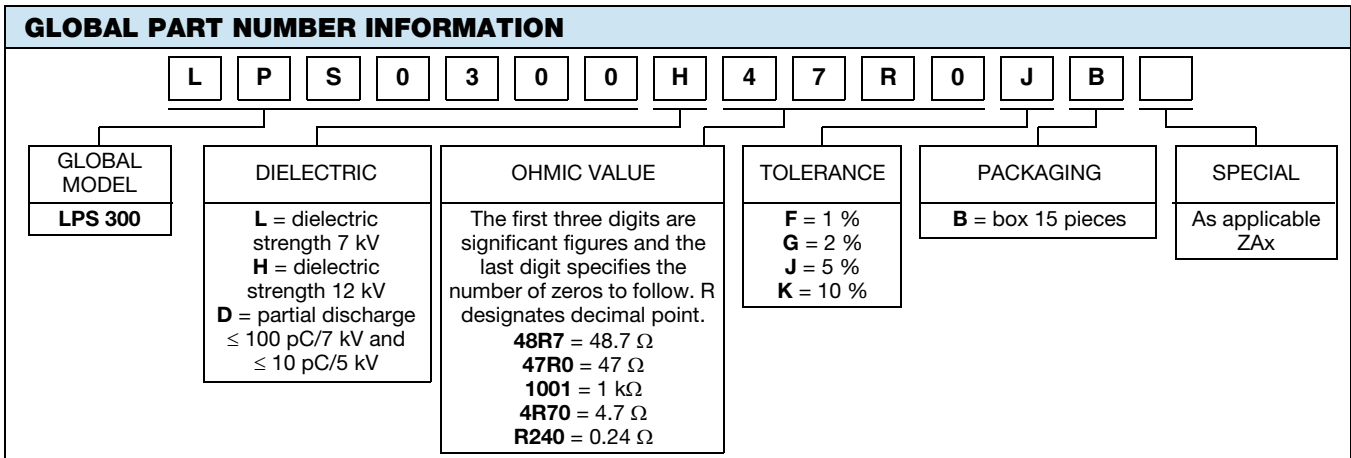 GLOBAL PART NUMBER INFORMATION
L P S 0 3 0 0 H 4 7 R 0 J B
GLOBAL
MODEL
LPS 300
DIELECTRIC
L = dielectric
strength 7 kV
H = dielectric
strength 12 kV
D = partial discharge
≤ 100 pC/7 kV and
≤ 10 pC/5 kV
OHMIC VALUE
The first three digits are
significant figures and the
last digit specifies the
number of zeros to follow. R
designates decimal point.
48R7 = 48.7 Ω
47R0 = 47 Ω
1001 = 1 kΩ
4R70 = 4.7 Ω
R240 = 0.24 Ω
TOLERANCE
F = 1 %
G = 2 %
J = 5 %
K = 10 %
PACKAGING
B = box 15 pieces
SPECIAL
As applicable
ZAx